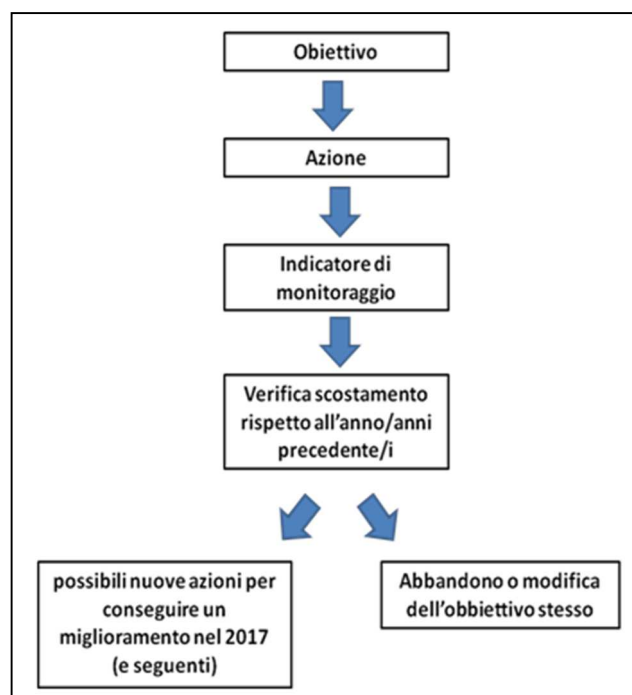 Obiettivo
Azione
Indicatore di
monitoraggio
Verifica scostamento
rispetto all'anno/anni
precedente/i
possibili nuove azioni per
conseguire un
miglioramento nel 2017
(e seguenti)
Abbandono o modifica
dell'obbiettivo stesso